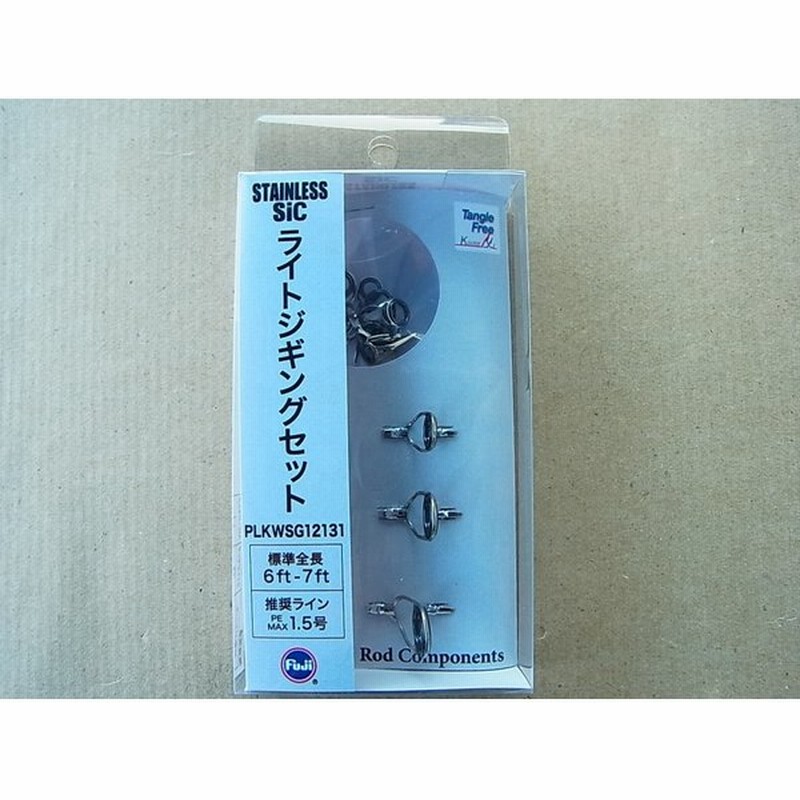 STAINLESS
SiC
ライトジギングセット
PLKWSG12131
標準全長
6ft-7ft
推奨ライン
PE
MAX 1.5号
Fuji
®
Tangle
Free
Rod Components